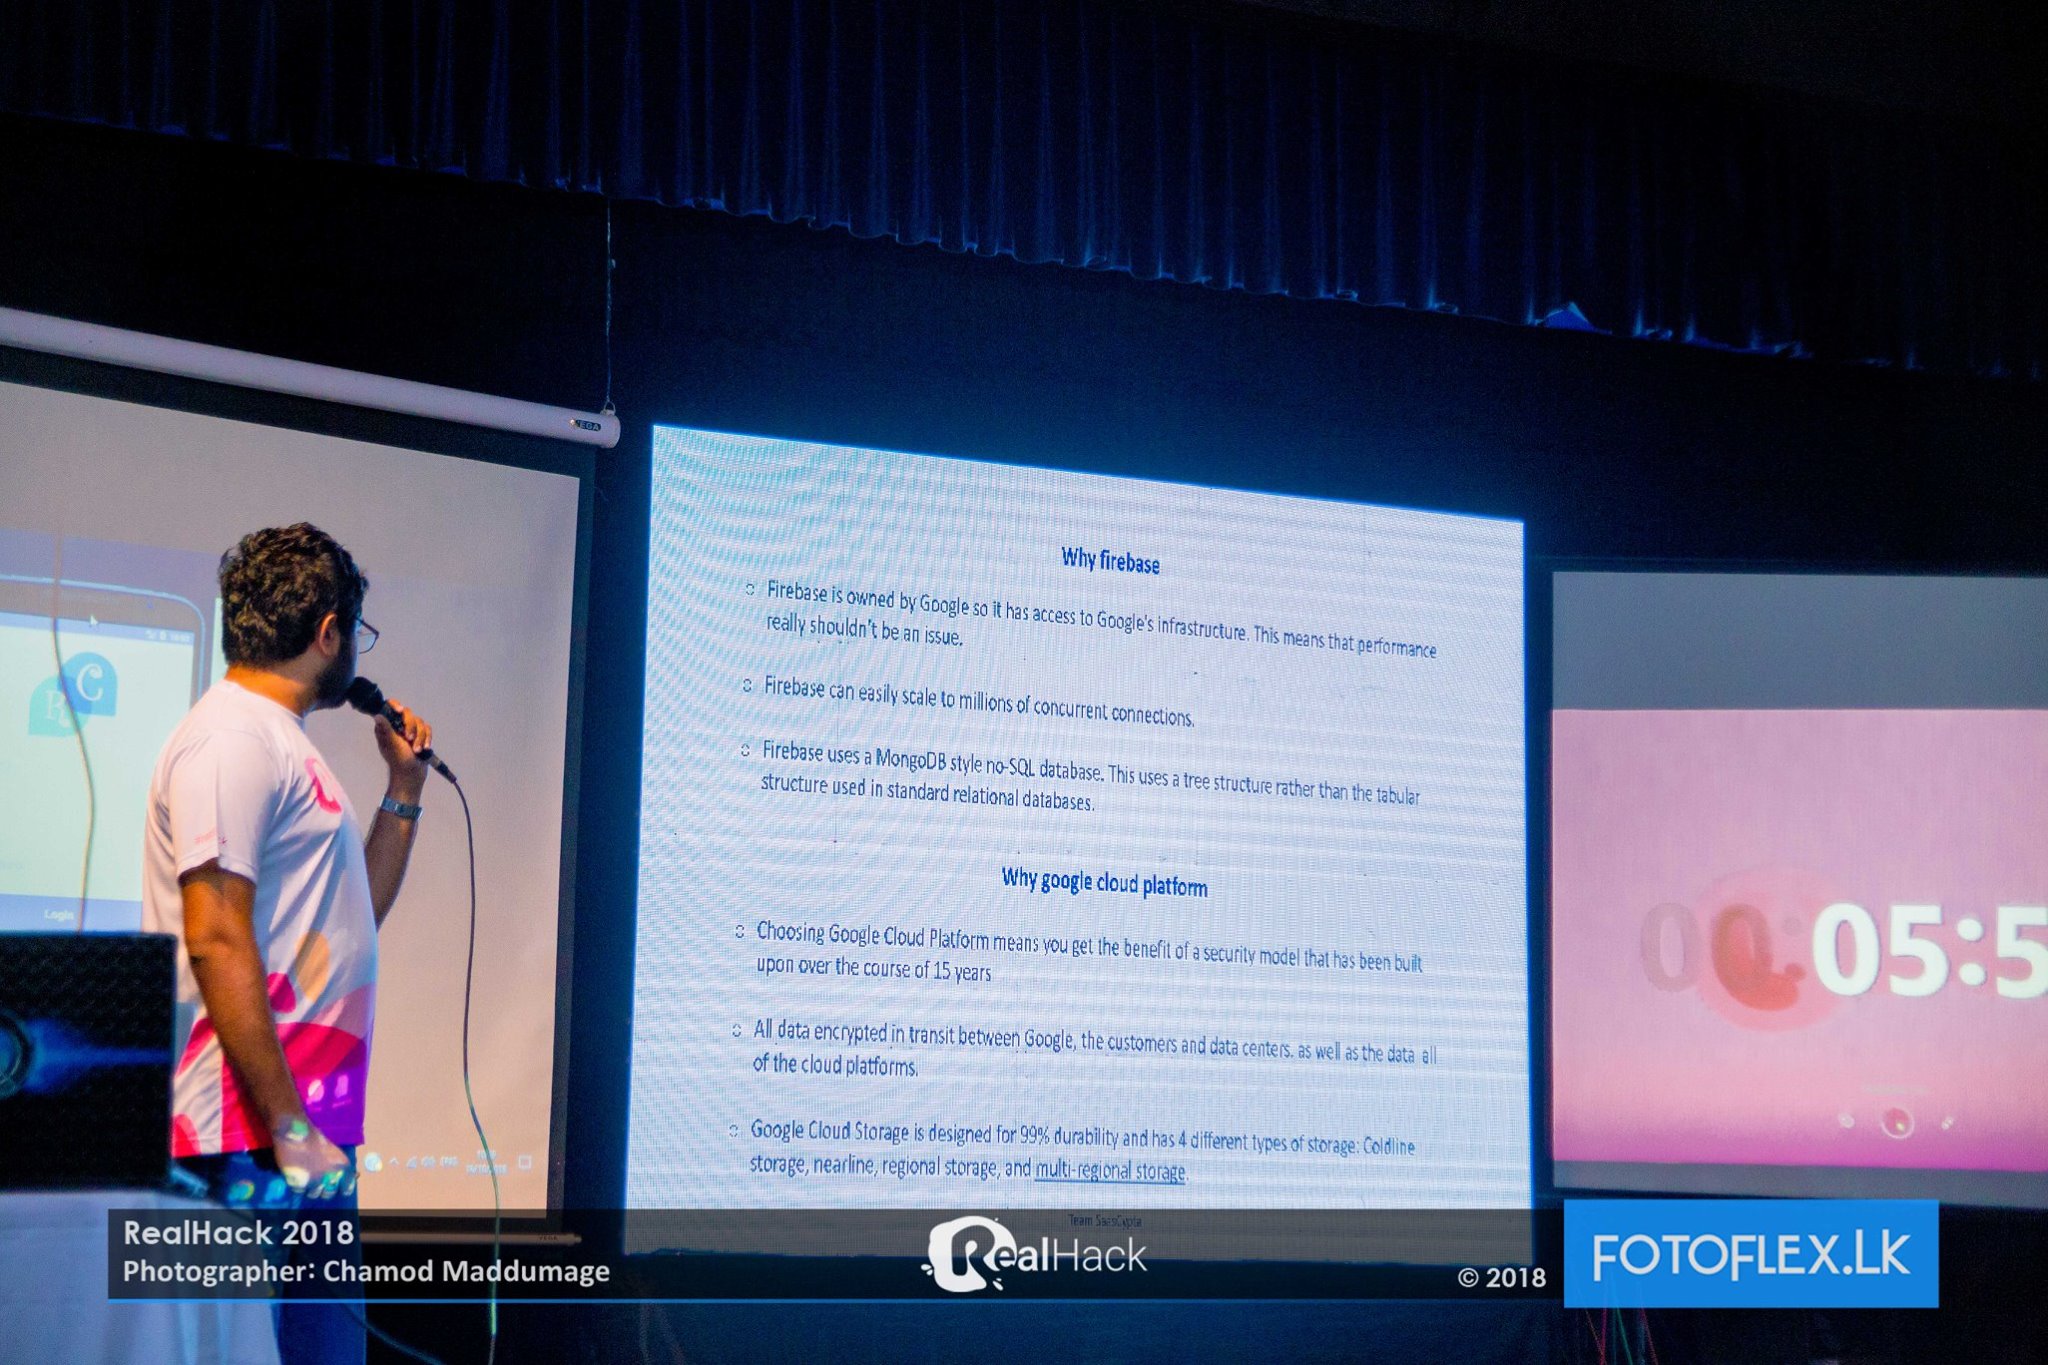 VEGA
C
R
Login
Why firebase
Firebase is owned by Google so it has access to Google's infrastructure. This means that performance
really shouldn't be an issue.
Firebase can easily scale to millions of concurrent connections.
Firebase uses a MongoDB style no-SQL database. This uses a tree structure rather than the tabular
structure used in standard relational databases.
Why google cloud platform
Choosing Google Cloud Platform means you get the benefit of a security model that has been built
upon over the course of 15 years
All data encrypted in transit between Google, the customers and data centers. as well as the data all
of the cloud platforms.
Google Cloud Storage is designed for 99% durability and has 4 different types of storage: Coldline
storage, nearline, regional storage, and multi-regional storage.
00:05:5
RealHack 2018
Photographer: Chamod Maddumage
RealHack
© 2018
FOTOFLEX.LK